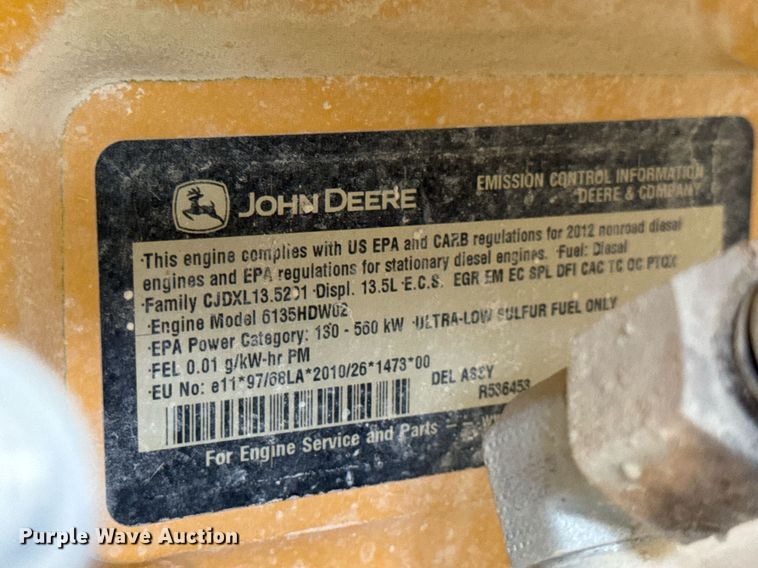 JOHN DEERE
EMISSION CONTROL INFORMATION
DEERE & COMPANY
·This engine complies with US EPA and CARB regulations for 2012 nonroad diesel
engines and EPA regulations for stationary diesel engines. ·Fuel: Diesel
·Family CJDXL13.5201 ·Displ. 13.5L ·E.C.S. EGR EM EC SPL DFI CAC TC OC PTOX
·Engine Model 6135HDW02
·EPA Power Category: 130 - 560 kW ·ULTRA-LOW SULFUR FUEL ONLY
·FEL 0.01 g/kW-hr PM
·EU No: e11*97/68LA*2010/26*1473*00
DEL ASSY
R536453
For Engine Service and Parts
Purple Wave Auction